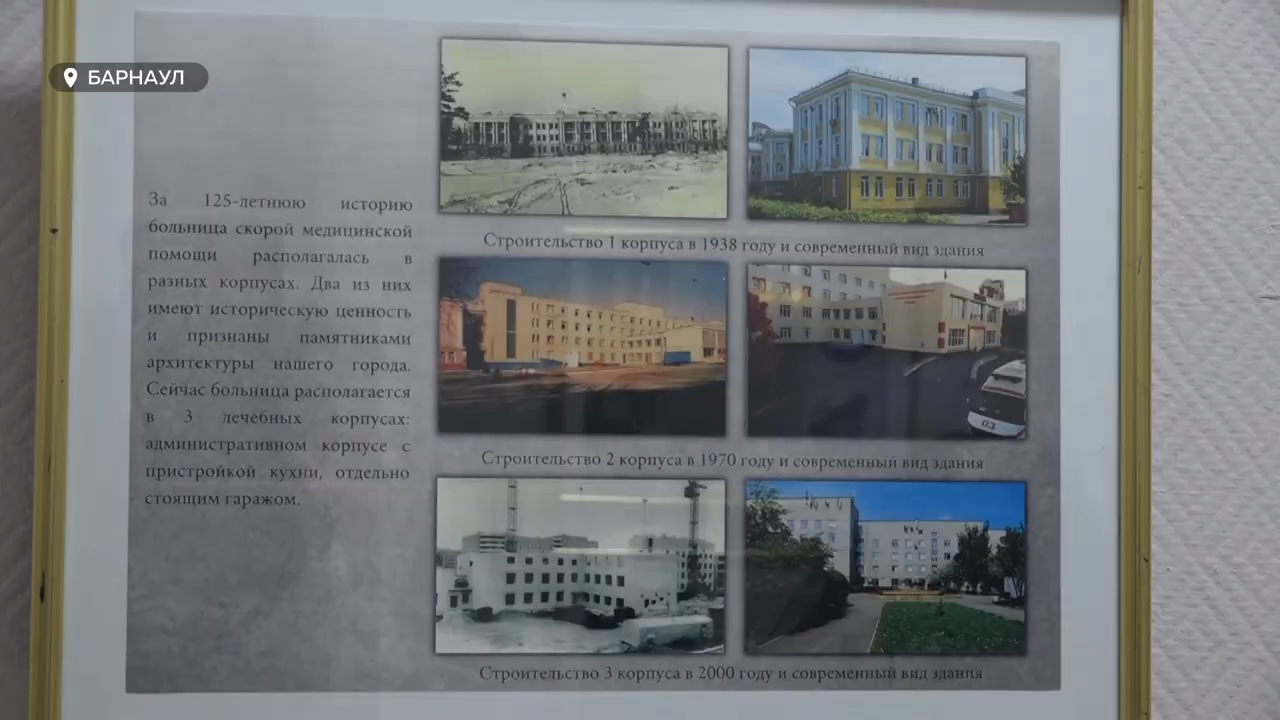 БАРНАУЛ
За 125-летнюю историю
больница скорой медицинской
помощи располагалась в
разных корпусах. Два из них
имеют историческую ценность
и признаны памятниками
архитектуры нашего города.
Сейчас больница располагается
в 3 лечебных корпусах:
административном корпусе с
пристройкой кухни, отдельно
стоящим гаражом.
Строительство 1 корпуса в 1938 году и современный вид здания
03
Строительство 2 корпуса в 1970 году и современный вид здания
Строительство 3 корпуса в 2000 году и современный вид здания